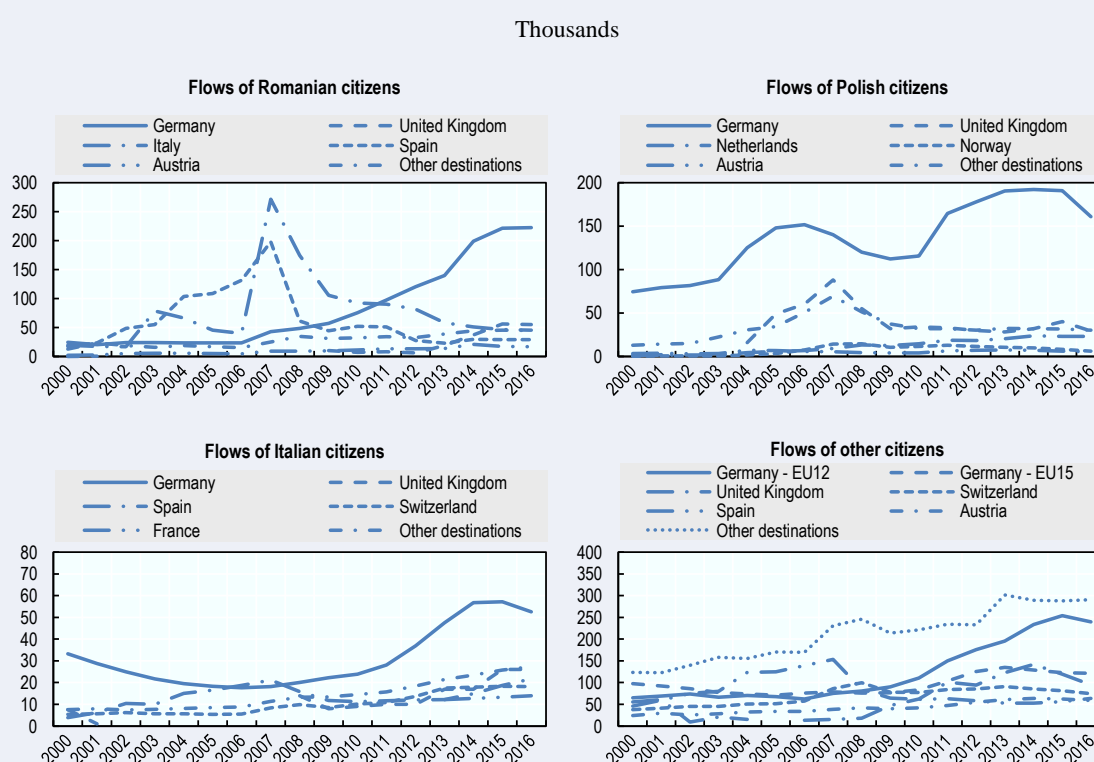 Thousands
Flows of Romanian citizens
Germany United Kingdom
Italy Spain
Austria Other destinations
300
250
200
150
100
50
0
2000 2001 2002 2003 2004 2005 2006 2007 2008 2009 2010 2011 2012 2013 2014 2015 2016
Flows of Polish citizens
Germany United Kingdom
Netherlands Norway
Austria Other destinations
200
150
100
50
0
2000 2001 2002 2003 2004 2005 2006 2007 2008 2009 2010 2011 2012 2013 2014 2015 2016
Flows of Italian citizens
Germany United Kingdom
Spain Switzerland
France Other destinations
80
70
60
50
40
30
20
10
0
2000 2001 2002 2003 2004 2005 2006 2007 2008 2009 2010 2011 2012 2013 2014 2015 2016
Flows of other citizens
Germany - EU12 Germany - EU15
United Kingdom Switzerland
Spain Austria
Other destinations
400
350
300
250
200
150
100
50
0
2000 2001 2002 2003 2004 2005 2006 2007 2008 2009 2010 2011 2012 2013 2014 2015 2016